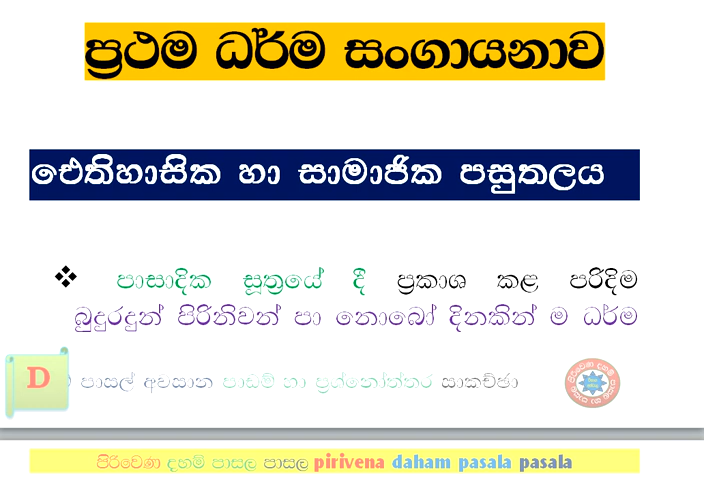 ප්‍රථම ධර්ම සංගායනාව
ඓතිහාසික හා සාමාජික පසුතලය
❖ පාසාදික සූත්‍රයේ දී ප්‍රකාශ කළ පරිදිම
බුදුරදුන් පිරිනිවන් පා නොබෝ දිනකින් ම ධර්ම
D පාසල් අවසාන පාඩම් හා ප්‍රශ්නෝත්තර සාකච්ඡා
පිරිවෙණ දහම් පාසල පාසල pirivena daham pasala pasala